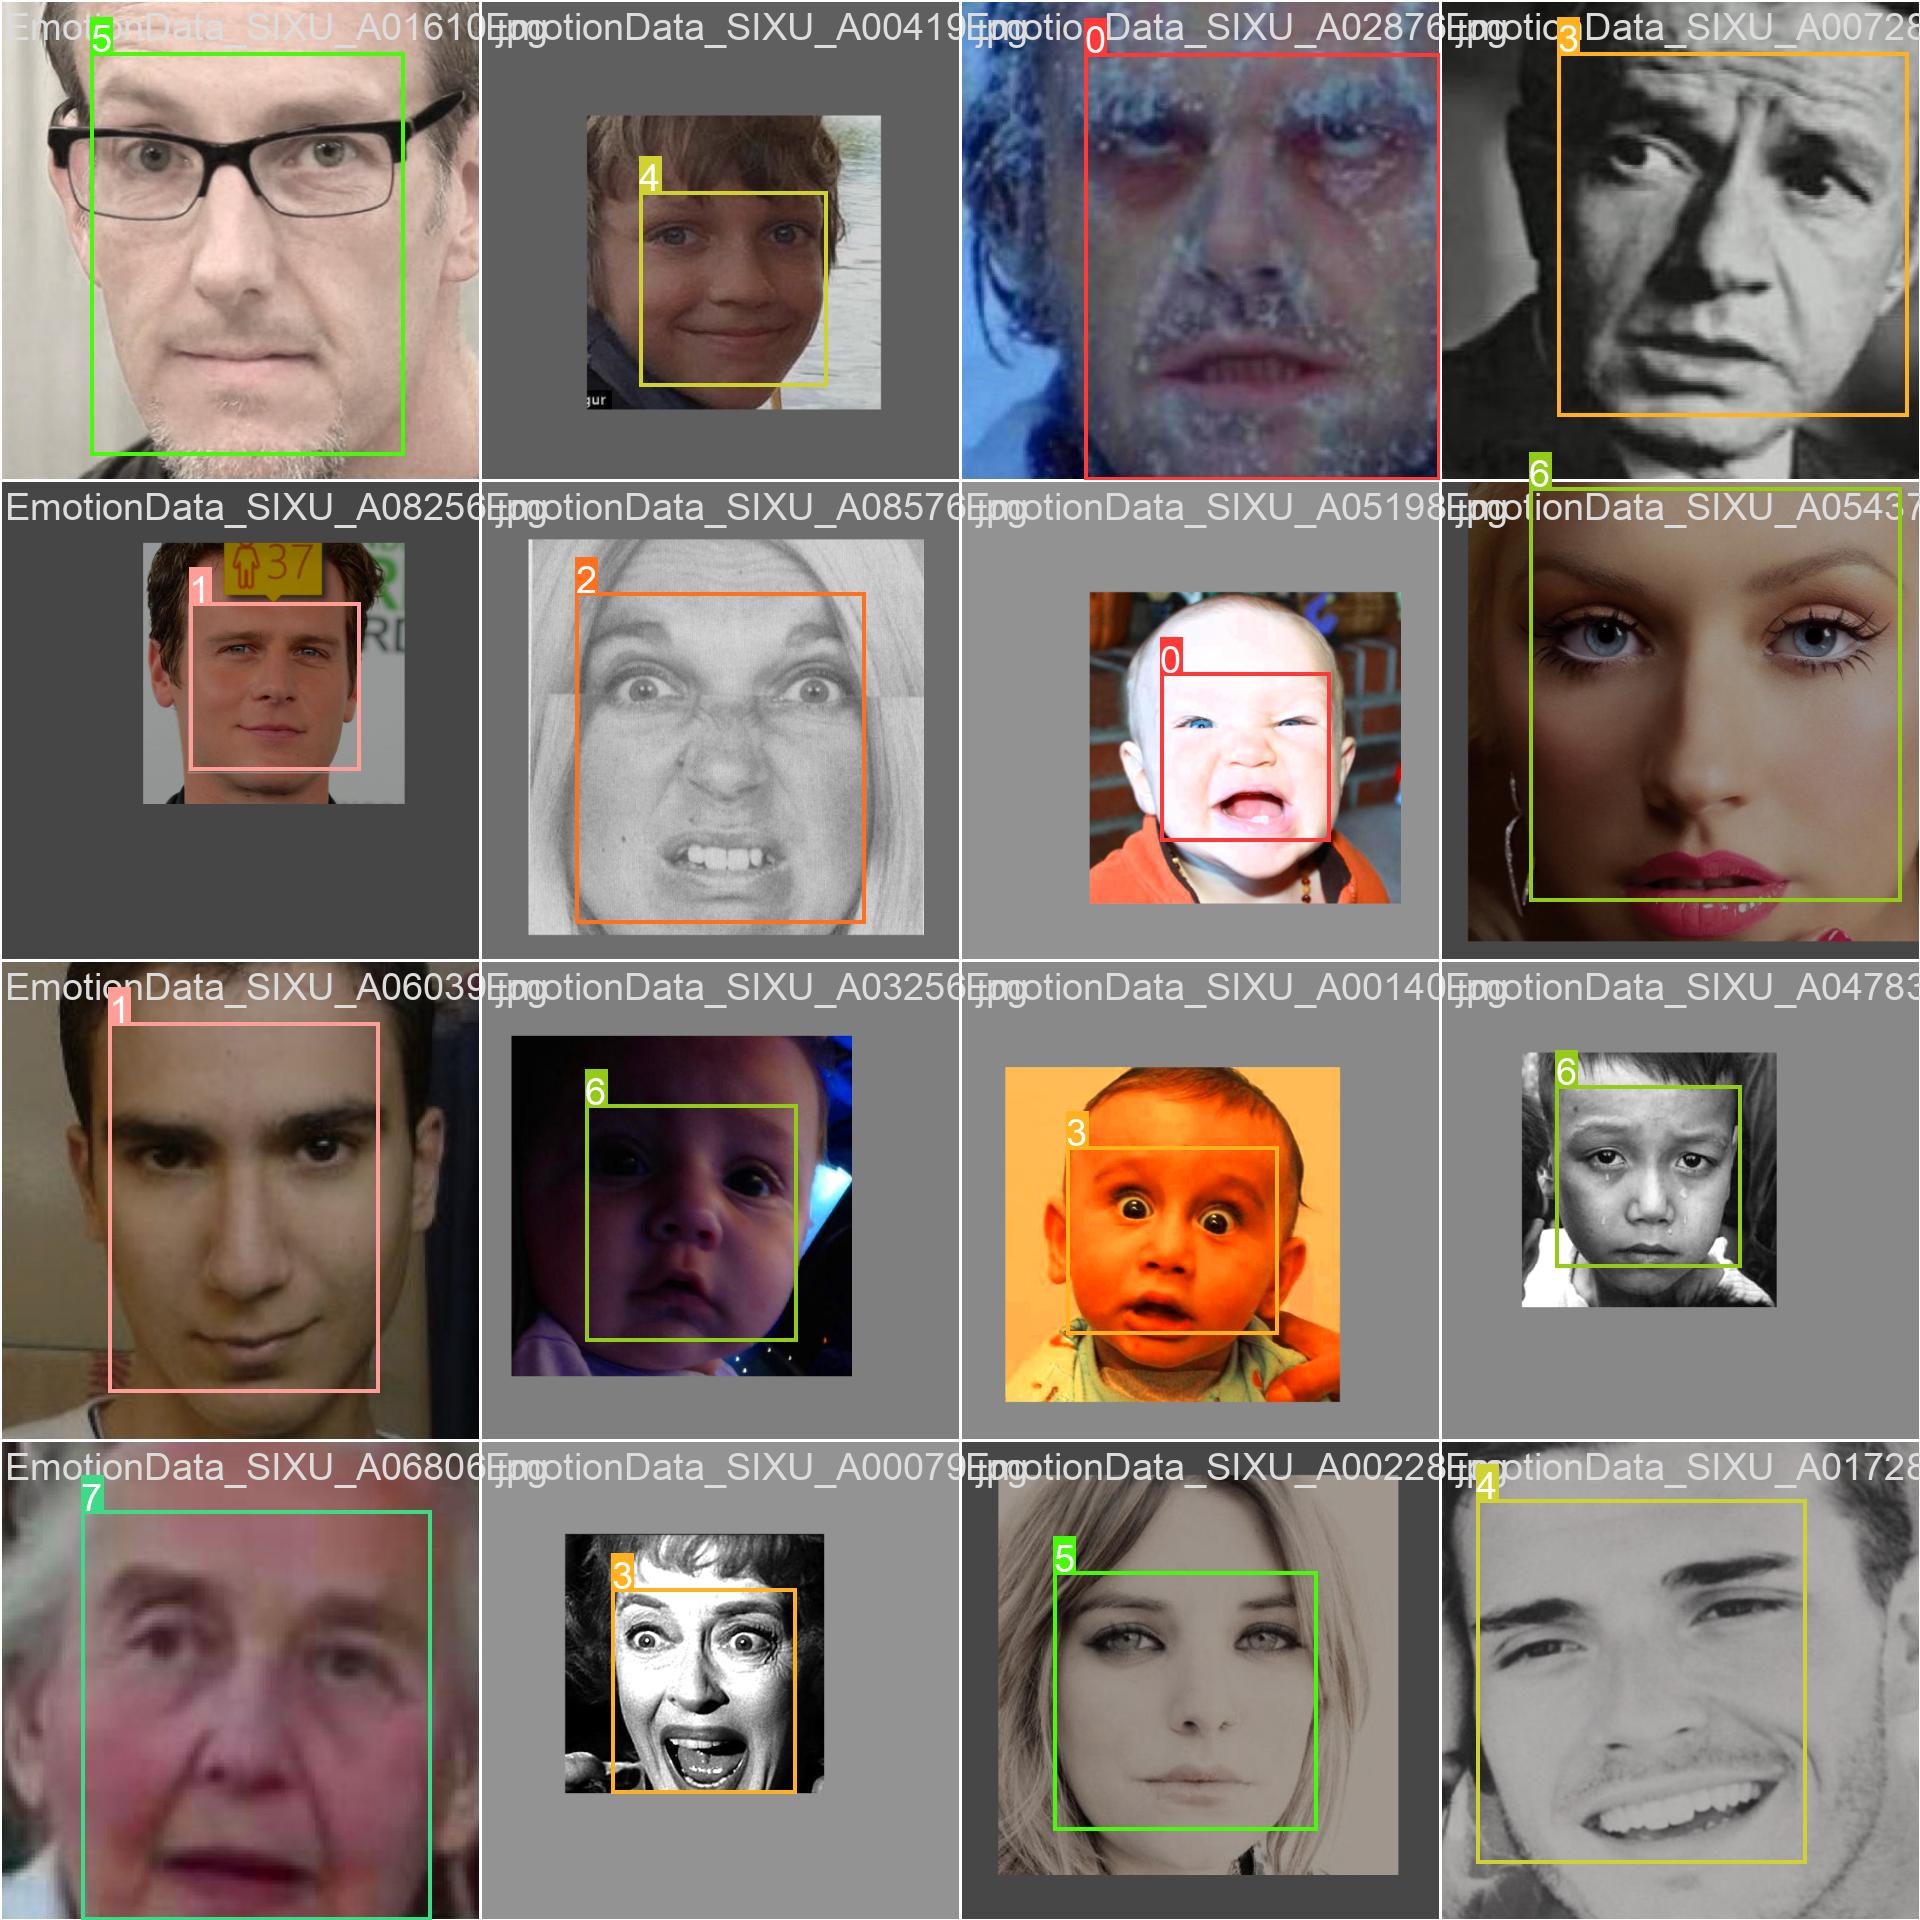 EmotionData_SIXU_A01610.jpg
5
EmotionData_SIXU_A00419.jpg
4
gur
EmotionData_SIXU_A02876.jpg
0
EmotionData_SIXU_A00728
3
EmotionData_SIXU_A08256.jpg
37
1
EmotionData_SIXU_A08576.jpg
2
EmotionData_SIXU_A05198.jpg
0
EmotionData_SIXU_A05437
6
EmotionData_SIXU_A06039.jpg
1
EmotionData_SIXU_A03256.jpg
6
EmotionData_SIXU_A00140.jpg
3
EmotionData_SIXU_A04783
6
EmotionData_SIXU_A06806.jpg
7
EmotionData_SIXU_A00079.jpg
3
EmotionData_SIXU_A00228.jpg
5
EmotionData_SIXU_A01728
4